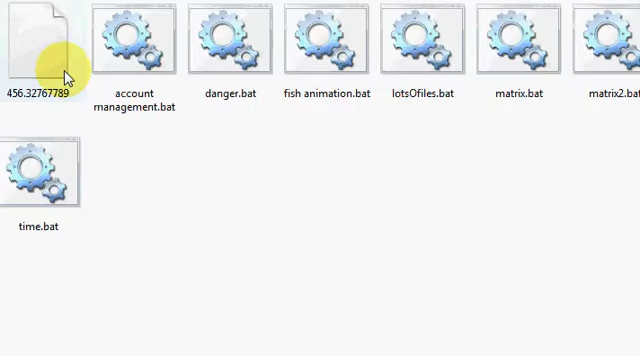 456.32767789
account
management.bat
danger.bat
fish animation.bat
lotsOfiles.bat
matrix.bat
matrix2.bat
time.bat